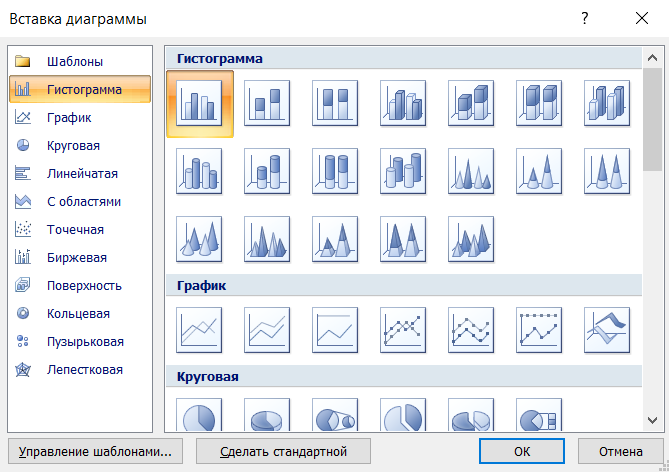 Вставка диаграммы
?
Шаблоны
Гистограмма
График
Круговая
Линейчатая
С областями
Точечная
Биржевая
Поверхность
Кольцевая
Пузырьковая
Лепестковая
Гистограмма
График
Круговая
Управление шаблонами...
Сделать стандартной
ОК
Отмена